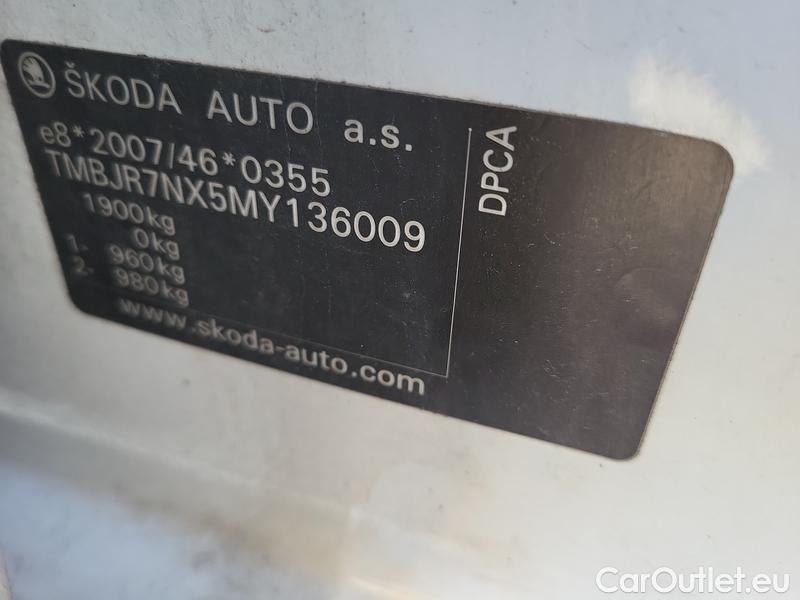 ŠKODA AUTO a.s.
e8*2007/46*0355
TMBJR7NX5MY136009
1900kg
0kg
1- 960kg
2- 980kg
www.skoda-auto.com
DPCA
CarOutlet.eu